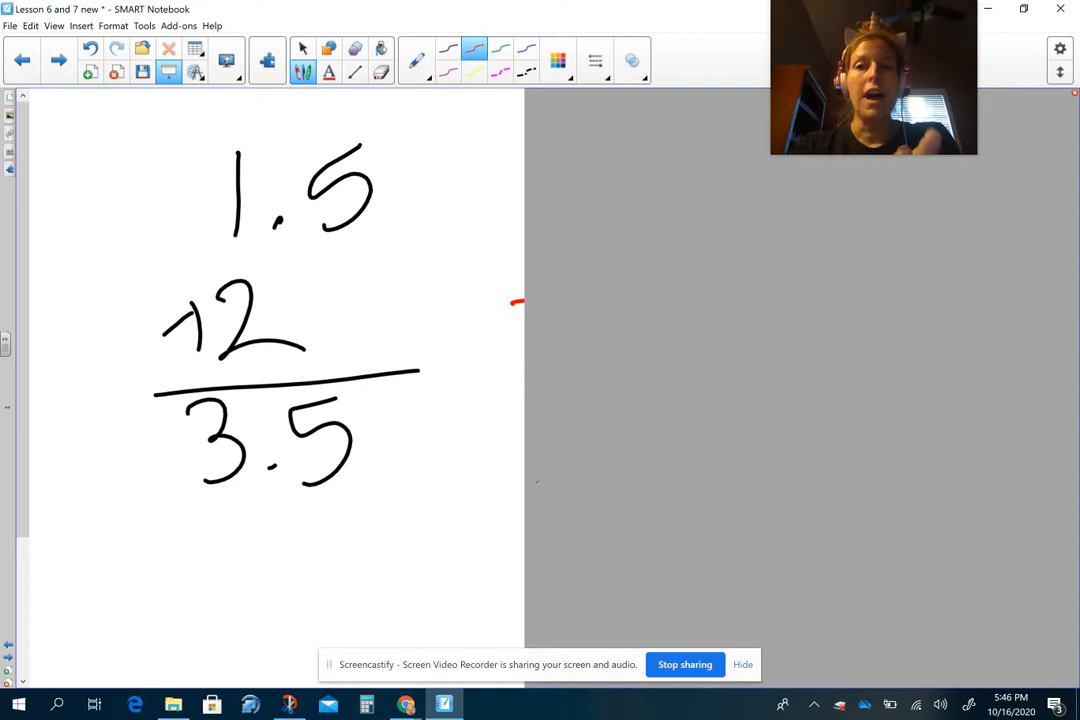 Lesson 6 and 7 new * - SMART Notebook
File Edit View Insert Format Tools Add-ons Help
1.5
+2
3.5
Screencastify - Screen Video Recorder is sharing your screen and audio.
Stop sharing
Hide
5:46 PM
10/16/2020
3